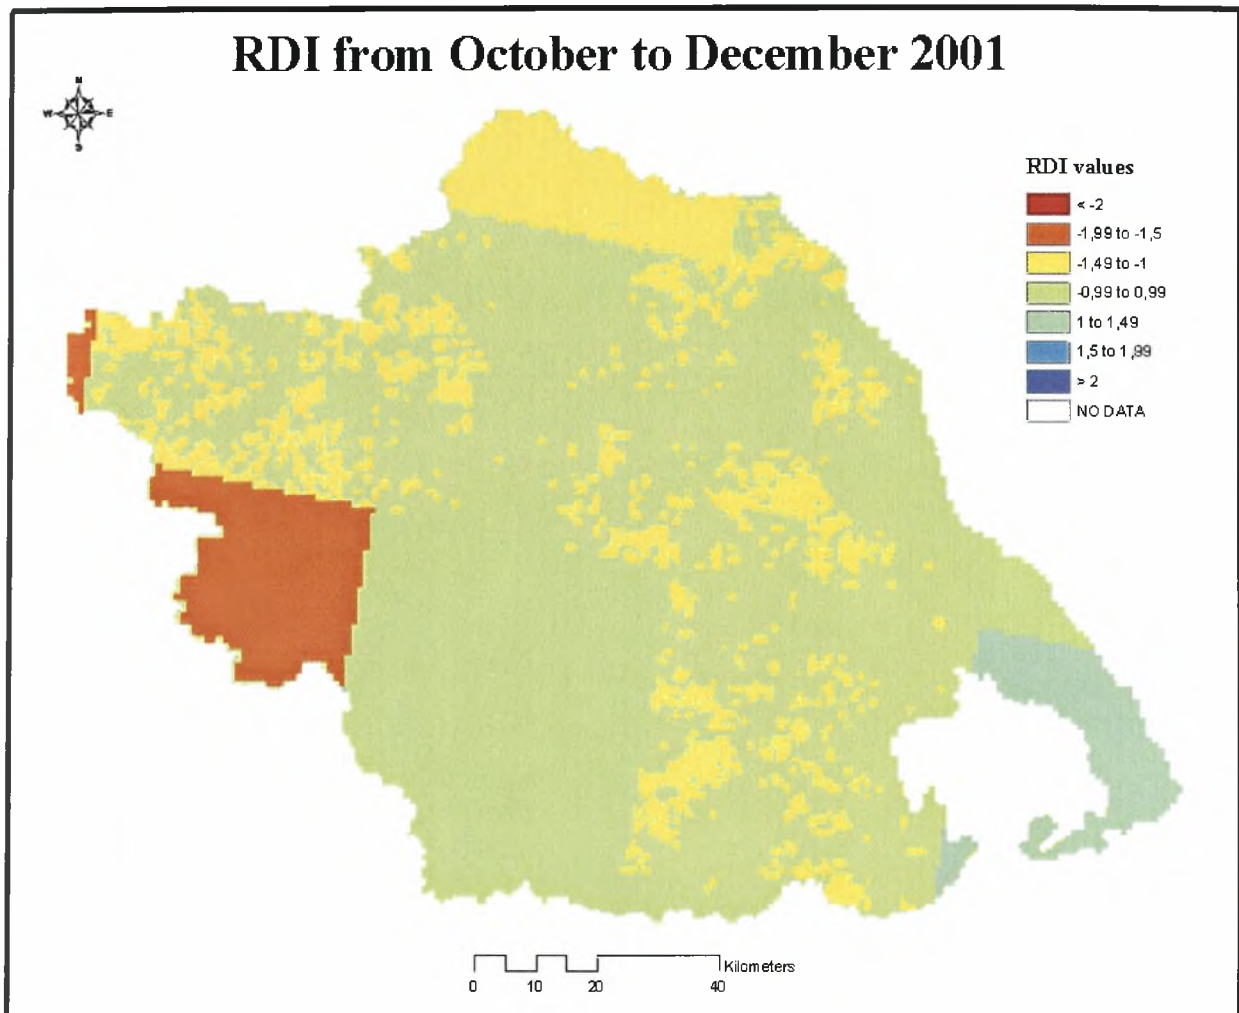 RDI from October to December 2001
N
W E
S
RDI values
< -2
-1,99 to -1,5
-1,49 to -1
-0,99 to 0,99
1 to 1,49
1,5 to 1,99
> 2
NO DATA
Kilometers
0 10 20 40